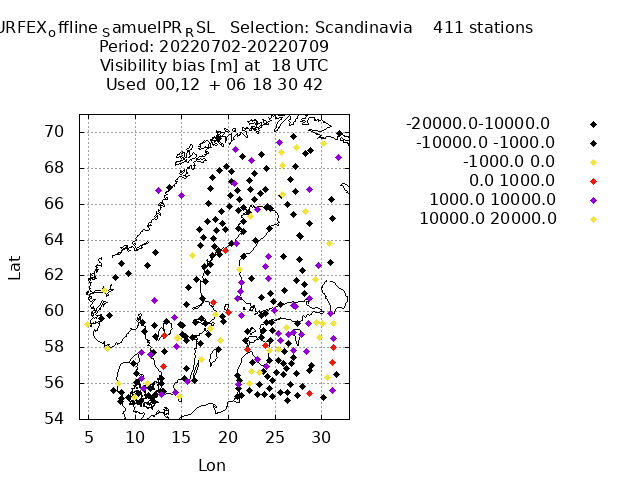 URFEXoffline SamuelPRRSL Selection: Scandinavia 411 stations
Period: 20220702-20220709
Visibility bias [m] at 18 UTC
Used 00,12 + 06 18 30 42
-20000.0-10000.0
-10000.0 -1000.0
-1000.0 0.0
0.0 1000.0
1000.0 10000.0
10000.0 20000.0
70
68
66
64
62
60
58
56
54
Lat
5 10 15 20 25 30
Lon